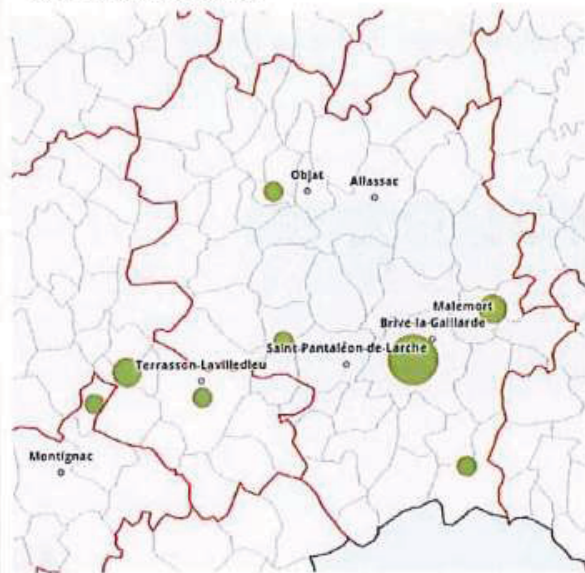 Objat
Allassac
Malemort
Brive-la-Gaillarde
Saint-Pantaléon-de-Larche
Terrasson-Lavilledieu
Montignac